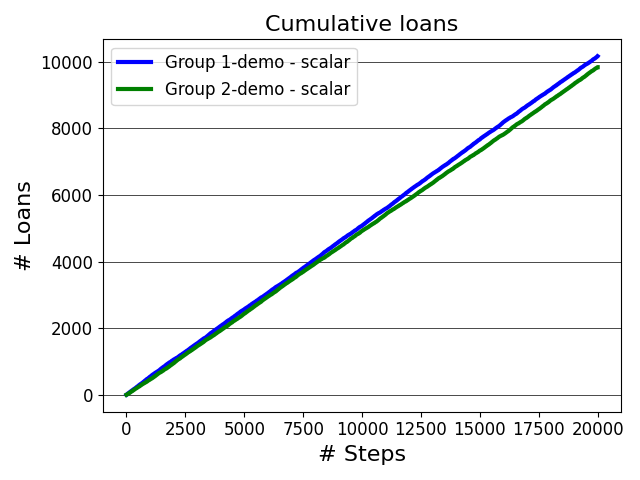 Cumulative loans
Group 1-demo - scalar
Group 2-demo - scalar
# Loans
10000
8000
6000
4000
2000
0
0 2500 5000 7500 10000 12500 15000 17500 20000
# Steps